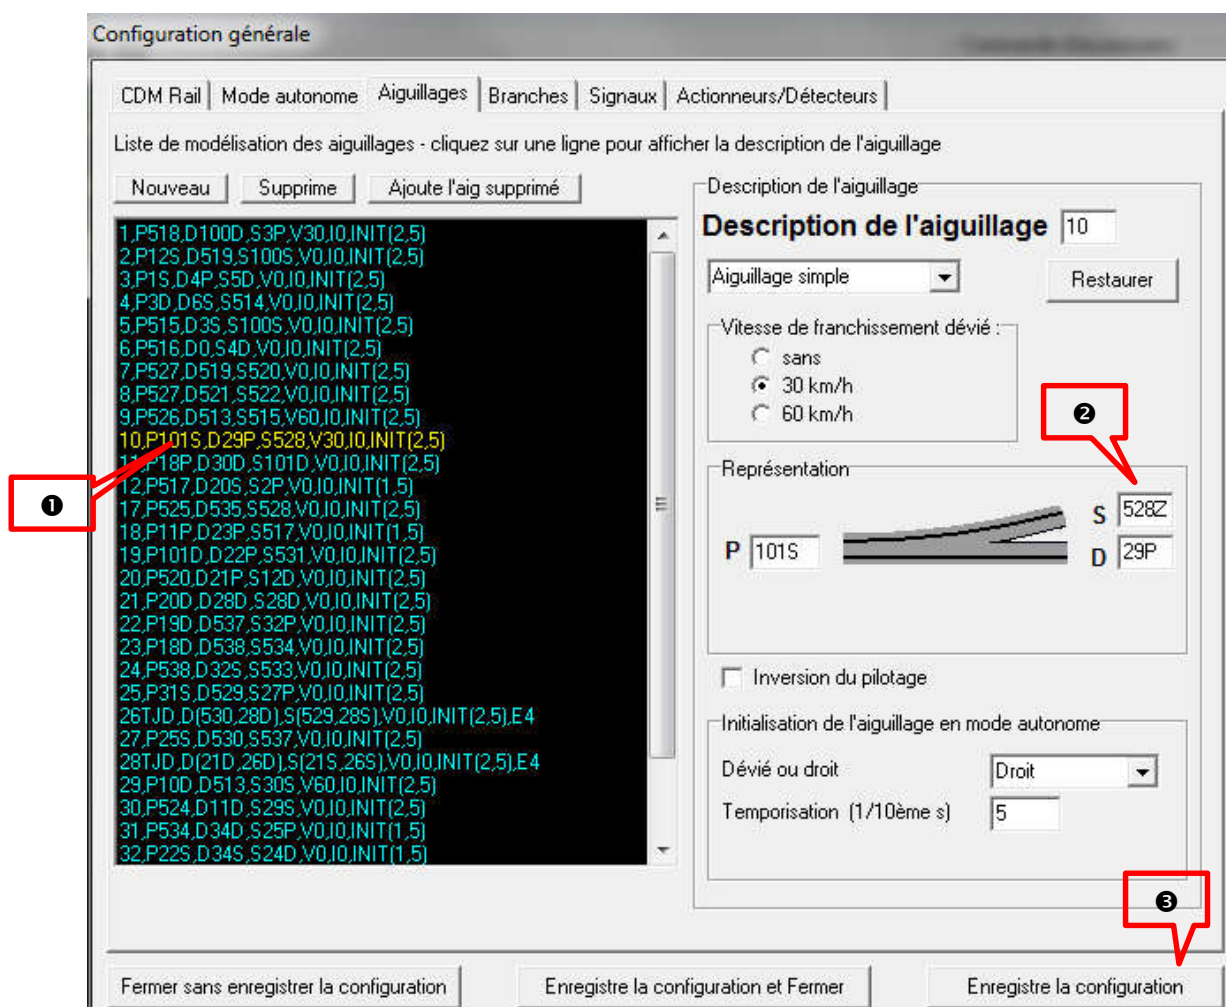 Configuration générale
CDM Rail Mode autonome Aiguillages Branches Signaux Actionneurs/Détecteurs
Liste de modélisation des aiguillages - cliquez sur une ligne pour afficher la description de l'aiguillage
Nouveau Supprime Ajoute l'aig supprimé
1,P518,D100D,S3P,V30,I0,INIT(2,5)
2,P12S,D519,S100S,V0,I0,INIT(2,5)
3,P1S,D4P,S5D,V0,I0,INIT(2,5)
4,P3D,D6S,S514,V0,I0,INIT(2,5)
5,P515,D3S,S100S,V0,I0,INIT(2,5)
6,P516,D0,S4D,V0,I0,INIT(2,5)
7,P527,D519,S520,V0,I0,INIT(2,5)
8,P527,D521,S522,V0,I0,INIT(2,5)
9,P526,D513,S515,V60,I0,INIT(2,5)
10,P101S,D29P,S528,V30,I0,INIT(2,5)
11,P18P,D30D,S101D,V0,I0,INIT(2,5)
12,P517,D20S,S2P,V0,I0,INIT(1,5)
17,P525,D535,S528,V0,I0,INIT(2,5)
18,P11P,D23P,S517,V0,I0,INIT(1,5)
19,P101D,D22P,S531,V0,I0,INIT(2,5)
20,P520,D21P,S12D,V0,I0,INIT(2,5)
21,P20D,D28D,S28D,V0,I0,INIT(2,5)
22,P19D,D537,S32P,V0,I0,INIT(2,5)
23,P18D,D538,S534,V0,I0,INIT(2,5)
24,P538,D32S,S533,V0,I0,INIT(2,5)
25,P31S,D529,S27P,V0,I0,INIT(2,5)
26TJD,D(530,28D),S(529,28S),V0,I0,INIT(2,5),E4
27,P25S,D530,S537,V0,I0,INIT(2,5)
28TJD,D(21D,26D),S(21S,26S),V0,I0,INIT(2,5),E4
29,P10D,D513,S30S,V60,I0,INIT(2,5)
30,P524,D11D,S29S,V0,I0,INIT(2,5)
31,P534,D34D,S25P,V0,I0,INIT(1,5)
32,P22S,D34S,S24D,V0,I0,INIT(1,5)
❶
Description de l'aiguillage
Description de l'aiguillage 10
Aiguillage simple Restaurer
Vitesse de franchissement dévié :
sans
30 km/h
60 km/h
❷
Représentation
S 528Z
P 101S
D 29P
Inversion du pilotage
Initialisation de l'aiguillage en mode autonome
Dévié ou droit Droit
Temporisation (1/10ème s) 5
❸
Fermer sans enregistrer la configuration Enregistre la configuration et Fermer Enregistre la configuration